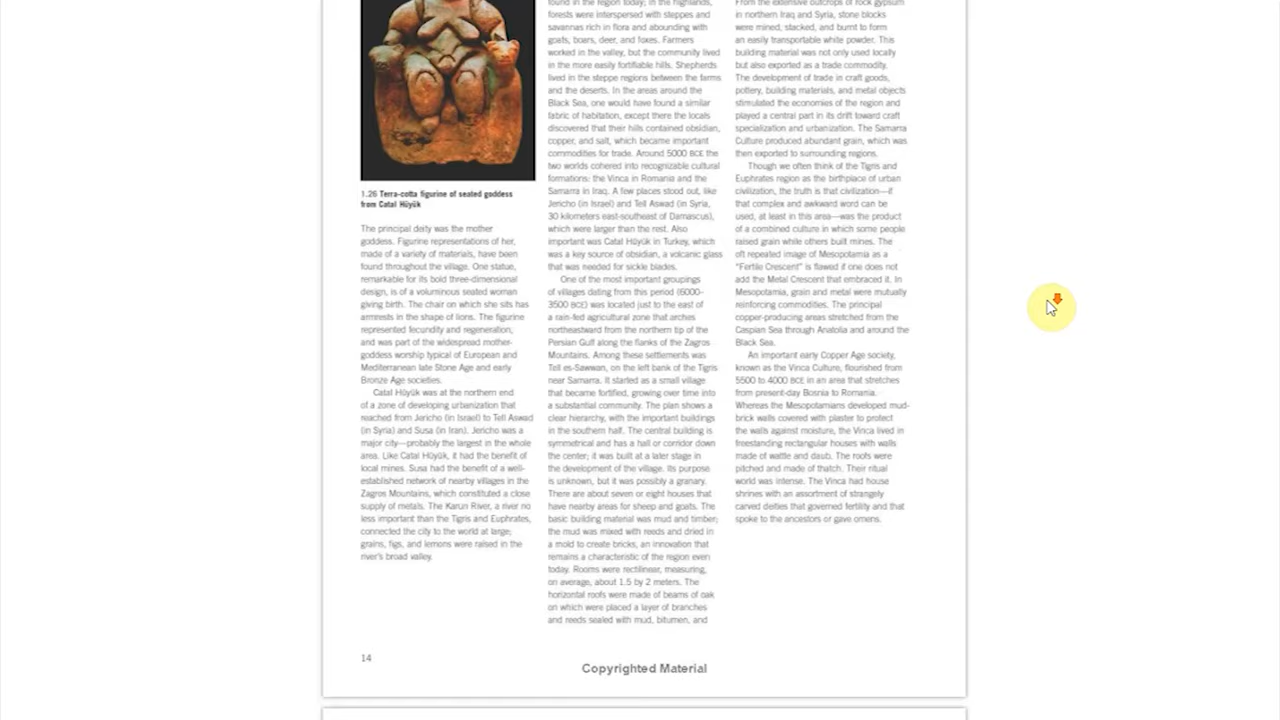 1.26 Terra-cotta figurine of seated goddess
from Catal Hüyük
The principal deity was the mother
goddess. Figurine representations of her,
made of a variety of materials, have been
found throughout the village. One statue,
remarkable for its bold three-dimensional
design, is of a voluminous seated woman
giving birth. The chair on which she sits has
armrests in the shape of lions. The figurine
represented fecundity and regeneration,
and was part of the widespread mother-
goddess worship typical of European and
Mediterranean late Stone Age and early
Bronze Age societies.
Catal Hüyük was at the northern end
of a zone of developing urbanization that
reached from Jericho (in Israel) to Tell Aswad
(in Syria) and Susa (in Iran). Jericho was a
major city—probably the largest in the whole
area. Like Catal Hüyük, it had the benefit of
local mines. Susa had the benefit of a well-
established network of nearby villages in the
Zagros Mountains, which constituted a close
supply of metals. The Karun River, a river no
less important than the Tigris and Euphrates,
connected the city to the world at large;
grains, figs, and lemons were raised in the
river's broad valley.
found in the region today; in the highlands,
forests were interspersed with steppes and
savannas rich in flora and abounding with
goats, boars, deer, and foxes. Farmers
worked in the valley, but the community lived
in the more easily fortifiable hills. Shepherds
lived in the steppe regions between the farms
and the deserts. In the areas around the
Black Sea, one would have found a similar
fabric of habitation, except there the locals
discovered that their hills contained obsidian,
copper, and salt, which became important
commodities for trade. Around 5000 BCE the
two worlds cohered into recognizable cultural
formations: the Vinca in Romania and the
Samarra in Iraq. A few places stood out, like
Jericho (in Israel) and Tell Aswad (in Syria,
30 kilometers east-southeast of Damascus),
which were larger than the rest. Also
important was Catal Hüyük in Turkey, which
was a key source of obsidian, a volcanic glass
that was needed for sickle blades.
One of the most important groupings
of villages dating from this period (6000–
3500 BCE) was located just to the east of
a rain-fed agricultural zone that arches
northeastward from the northern tip of the
Persian Gulf along the flanks of the Zagros
Mountains. Among these settlements was
Tell es-Sawwan, on the left bank of the Tigris
near Samarra. It started as a small village
that became fortified, growing over time into
a substantial community. The plan shows a
clear hierarchy, with the important buildings
in the southern half. The central building is
symmetrical and has a hall or corridor down
the center; it was built at a later stage in
the development of the village. Its purpose
is unknown, but it was possibly a granary.
There are about seven or eight houses that
have nearby areas for sheep and goats. The
basic building material was mud and timber;
the mud was mixed with reeds and dried in
a mold to create bricks, an innovation that
remains a characteristic of the region even
today. Rooms were rectilinear, measuring,
on average, about 1.5 by 2 meters. The
horizontal roofs were made of beams of oak
on which were placed a layer of branches
and reeds sealed with mud, bitumen, and
From the extensive outcrops of rock gypsum
in northern Iraq and Syria, stone blocks
were mined, stacked, and burnt to form
an easily transportable white powder. This
building material was not only used locally
but also exported as a trade commodity.
The development of trade in craft goods,
pottery, building materials, and metal objects
stimulated the economies of the region and
played a central part in its drift toward craft
specialization and urbanization. The Samarra
Culture produced abundant grain, which was
then exported to surrounding regions.
Though we often think of the Tigris and
Euphrates region as the birthplace of urban
civilization, the truth is that civilization—if
that complex and awkward word can be
used, at least in this area—was the product
of a combined culture in which some people
raised grain while others built mines. The
oft repeated image of Mesopotamia as a
"Fertile Crescent" is flawed if one does not
add the Metal Crescent that embraced it. In
Mesopotamia, grain and metal were mutually
reinforcing commodities. The principal
copper-producing areas stretched from the
Caspian Sea through Anatolia and around the
Black Sea.
An important early Copper Age society,
known as the Vinca Culture, flourished from
5500 to 4000 BCE in an area that stretches
from present-day Bosnia to Romania.
Whereas the Mesopotamians developed mud-
brick walls covered with plaster to protect
the walls against moisture, the Vinca lived in
freestanding rectangular houses with walls
made of wattle and daub. The roofs were
pitched and made of thatch. Their ritual
world was intense. The Vinca had house
shrines with an assortment of strangely
carved deities that governed fertility and that
spoke to the ancestors or gave omens.
14
Copyrighted Material